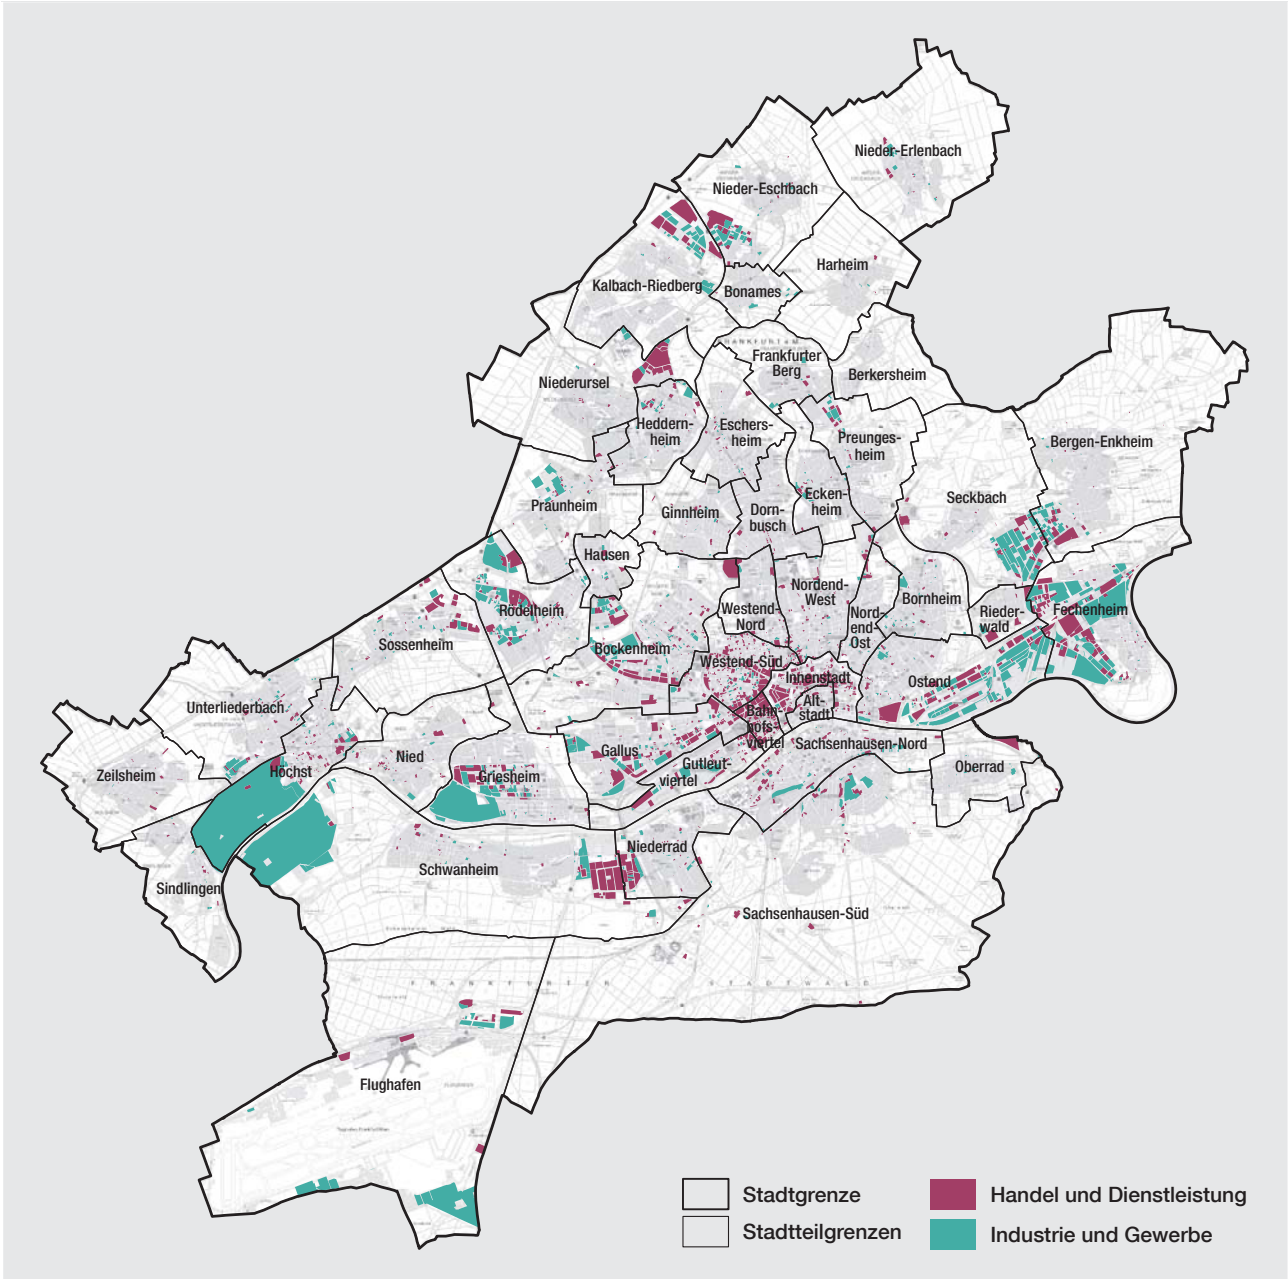 Nieder-Erlenbach
Nieder-Eschbach
Harheim
Kalbach-Riedberg
Bonames
FRANKFURT a.M.
Frankfurter
Berg
Berkersheim
Niederursel
Heddern-
heim
Eschers-
heim
Preunges-
heim
Bergen-Enkheim
Praunheim
Ginnheim
Dorn-
busch
Ecken-
heim
Seckbach
Hausen
Rödelheim
Westend-
Nord
Nordend-
West
Nord-
end-
Ost
Bornheim
Rieder-
wald
Fechenheim
Sossenheim
Bockenheim
Westend-Süd
Innenstadt
Ostend
Unterliederbach
Alt-
stadt
Bahn-
hofs-
viertel
Sachsenhausen-Nord
Zeilsheim
Höchst
Nied
Griesheim
Gallus
Gutleut-
viertel
Oberrad
Sindlingen
Schwanheim
Niederrad
Sachsenhausen-Süd
FRANKFURTER STADTWALD
Flughafen
Stadtgrenze
Stadtteilgrenzen
Handel und Dienstleistung
Industrie und Gewerbe